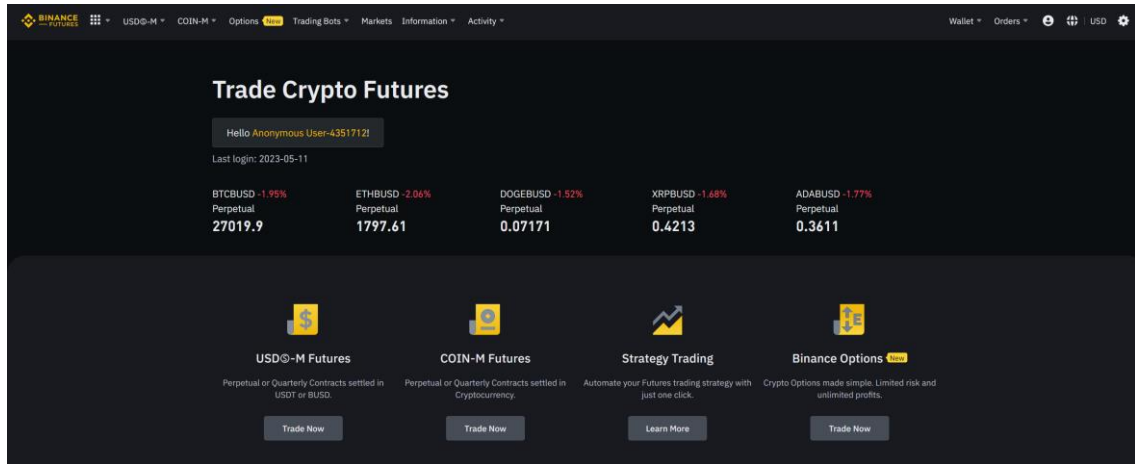 BINANCE
FUTURES
USDⓈ-M
COIN-M
Options New
Trading Bots
Markets
Information
Activity
Wallet
Orders
USD
Trade Crypto Futures
Hello Anonymous User-4351712!
Last login: 2023-05-11
BTCBUSD -1.95%
Perpetual
27019.9
ETHBUSD -2.06%
Perpetual
1797.61
DOGEBUSD -1.52%
Perpetual
0.07171
XRPBUSD -1.68%
Perpetual
0.4213
ADABUSD -1.77%
Perpetual
0.3611
USDⓈ-M Futures
Perpetual or Quarterly Contracts settled in
USDT or BUSD.
Trade Now
COIN-M Futures
Perpetual or Quarterly Contracts settled in
Cryptocurrency.
Trade Now
Strategy Trading
Automate your Futures trading strategy with
just one click.
Learn More
E
Binance Options New
Crypto Options made simple. Limited risk and
unlimited profits.
Trade Now